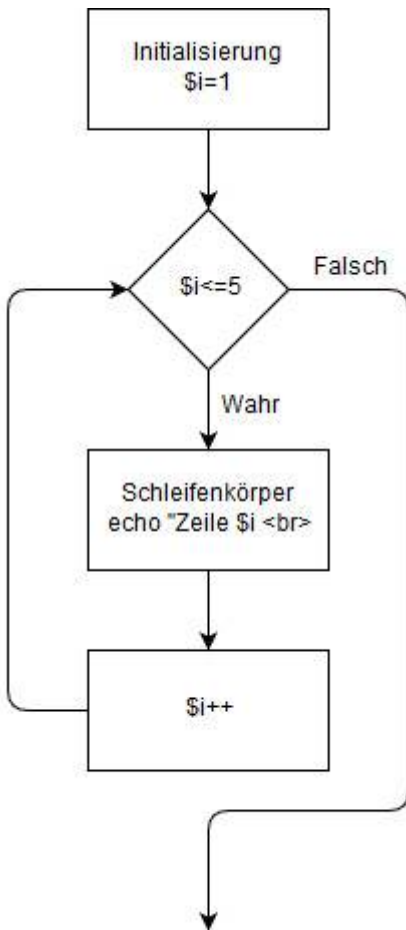 Initialisierung
$i=1
$i<=5
Falsch
Wahr
Schleifenkörper
echo "Zeile $i <br>
$i++